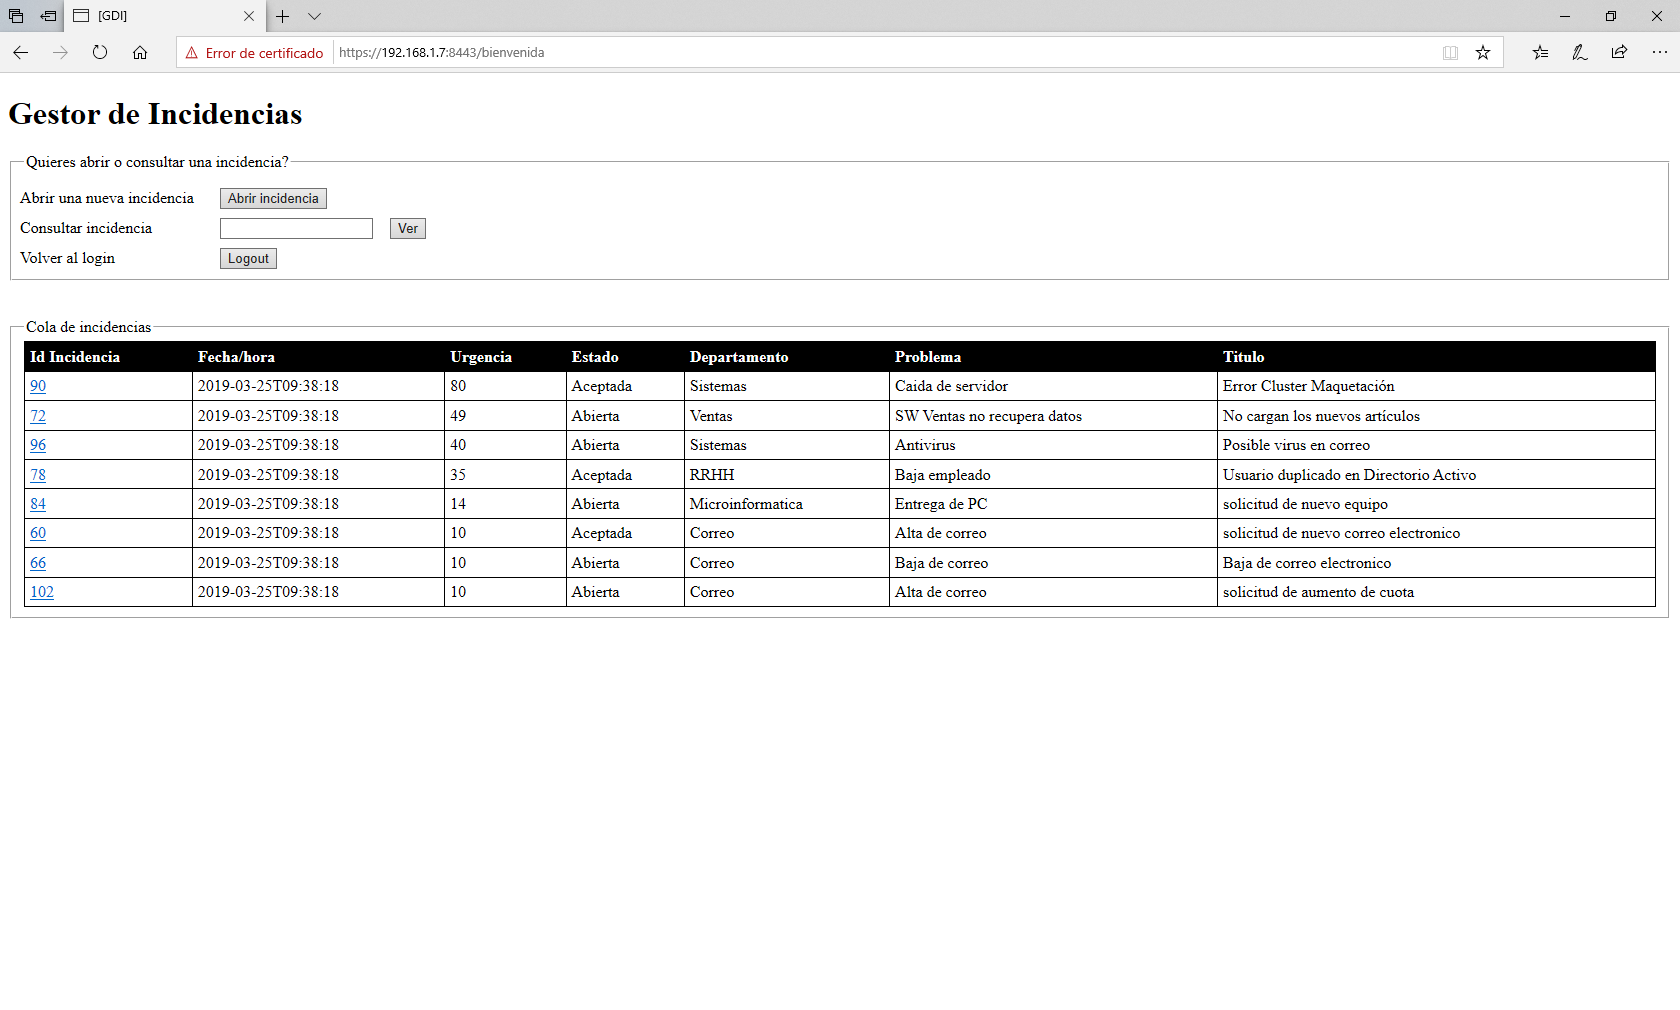 [GDI]
Error de certificado https://192.168.1.7:8443/bienvenida
Gestor de Incidencias
Quieres abrir o consultar una incidencia?
Abrir una nueva incidencia Abrir incidencia
Consultar incidencia Ver
Volver al login Logout
Cola de incidencias
Id Incidencia Fecha/hora Urgencia Estado Departamento Problema Titulo
90 2019-03-25T09:38:18 80 Aceptada Sistemas Caida de servidor Error Cluster Maquetación
72 2019-03-25T09:38:18 49 Abierta Ventas SW Ventas no recupera datos No cargan los nuevos artículos
96 2019-03-25T09:38:18 40 Abierta Sistemas Antivirus Posible virus en correo
78 2019-03-25T09:38:18 35 Aceptada RRHH Baja empleado Usuario duplicado en Directorio Activo
84 2019-03-25T09:38:18 14 Abierta Microinformatica Entrega de PC solicitud de nuevo equipo
60 2019-03-25T09:38:18 10 Aceptada Correo Alta de correo solicitud de nuevo correo electronico
66 2019-03-25T09:38:18 10 Abierta Correo Baja de correo Baja de correo electronico
102 2019-03-25T09:38:18 10 Abierta Correo Alta de correo solicitud de aumento de cuota